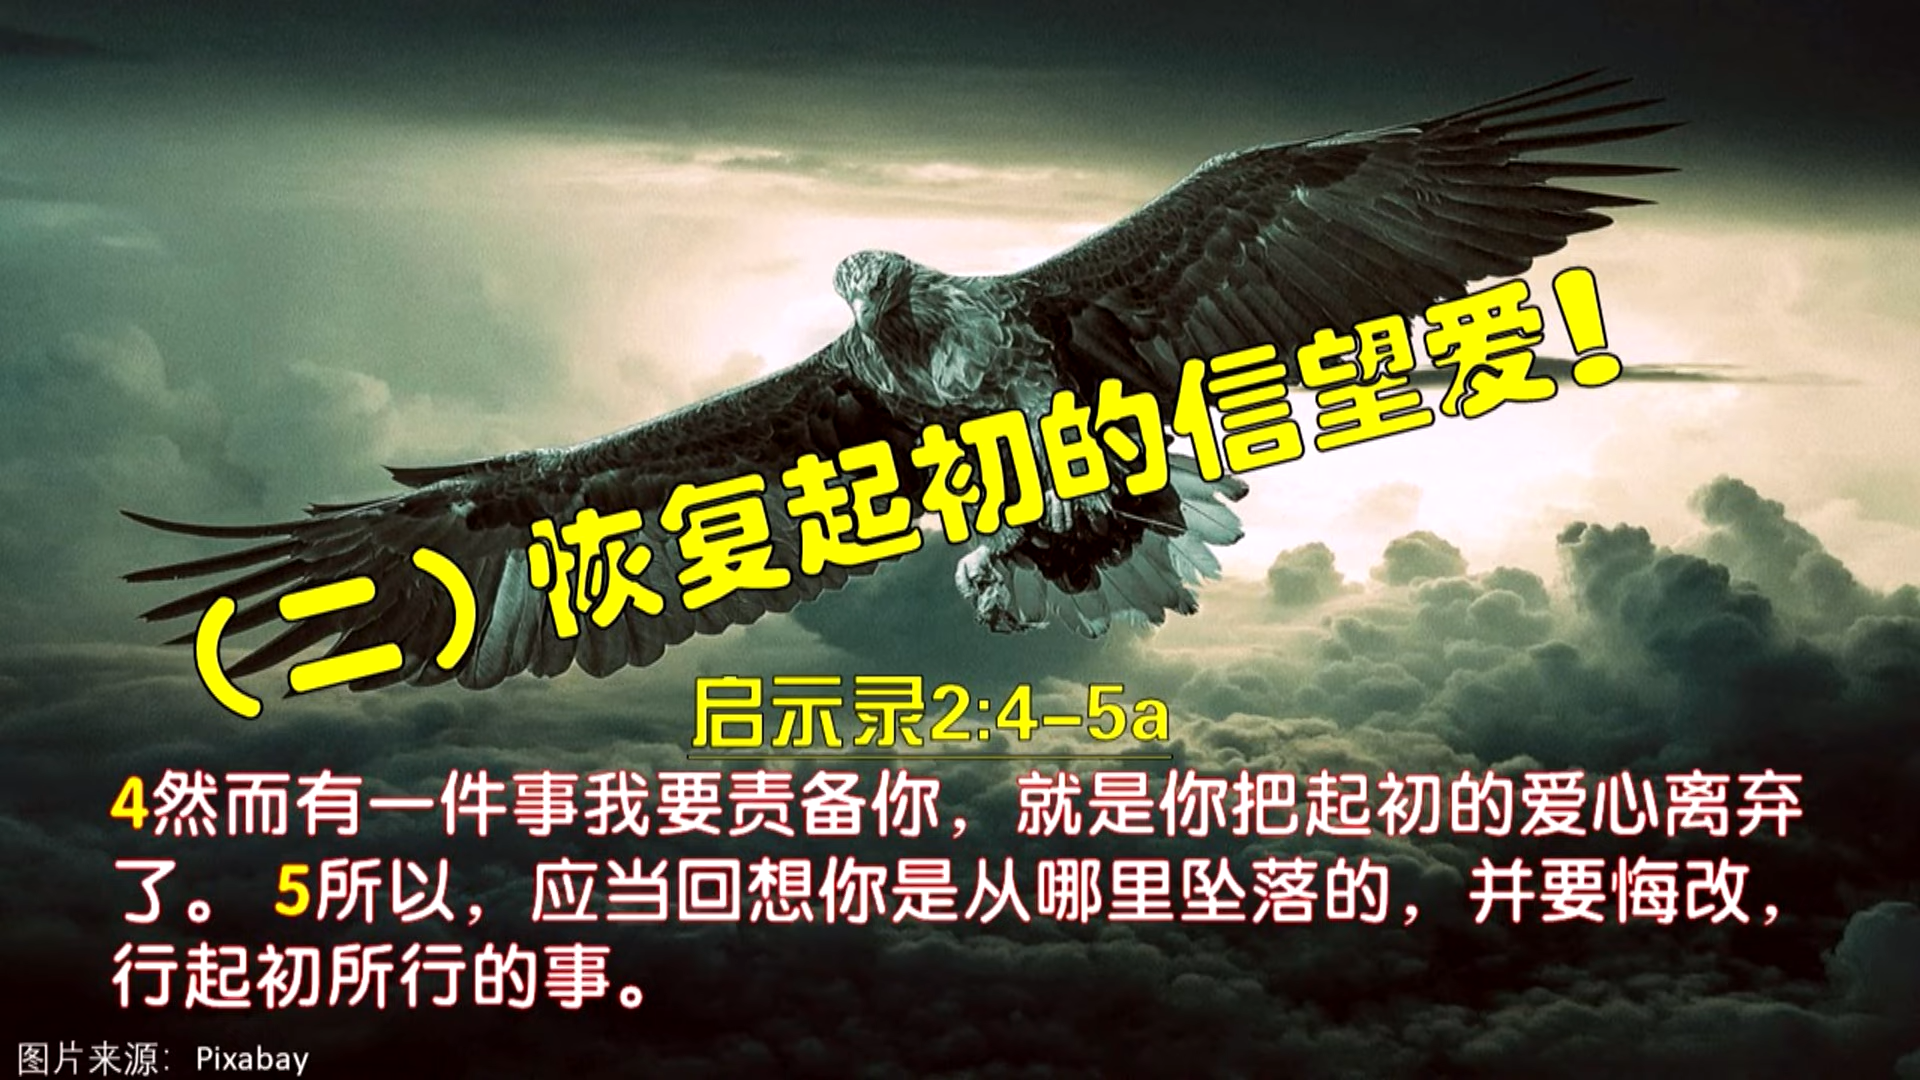 （二）恢复起初的信望爱！
启示录2:4-5a
4然而有一件事我要责备你，就是你把起初的爱心离弃
了。 5所以，应当回想你是从哪里坠落的，并要悔改，
行起初所行的事。
图片来源：Pixabay